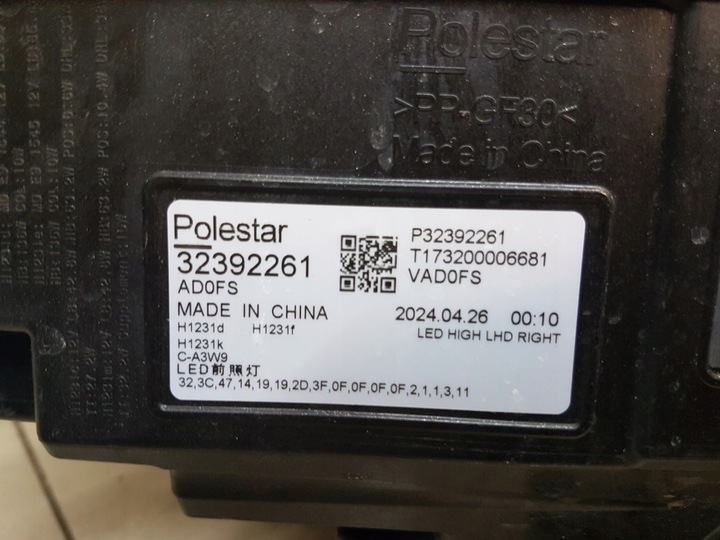 Polestar
>PP-GF30<
Made in China
Polestar
32392261
AD0FS
MADE IN CHINA
H1231d H1231f
H1231k
C-A3W9
LED前照灯
32,3C,47,14,19,19,2D,3F,0F,0F,0F,0F,2,1,1,3,11
P32392261
T173200006681
VAD0FS
2024.04.26 00:10
LED HIGH LHD RIGHT